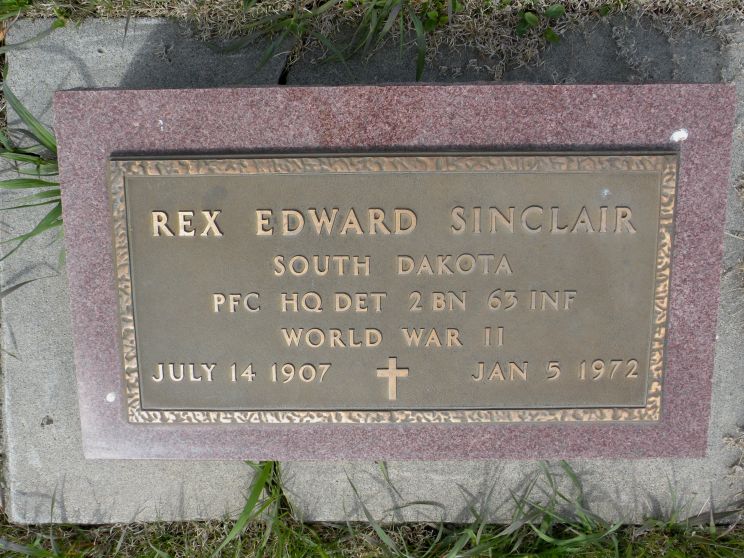 REX EDWARD SINCLAIR
SOUTH DAKOTA
PFC HQ DET 2 BN 63 INF
WORLD WAR II
JULY 14 1907 JAN 5 1972